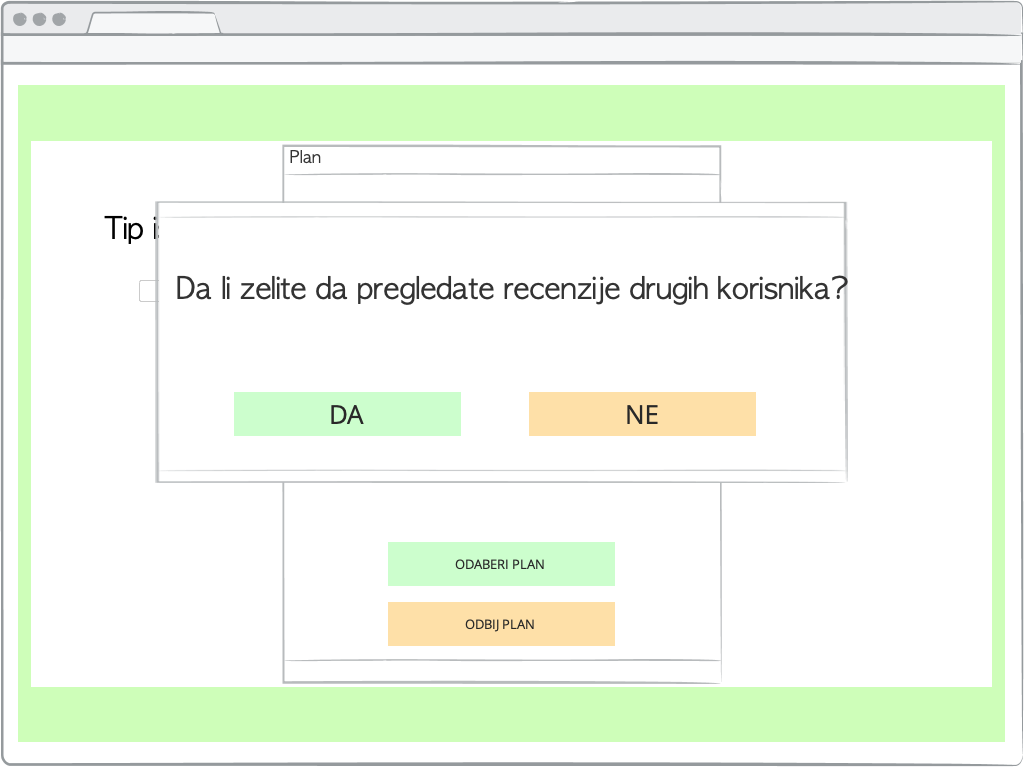 Plan
Tip
Da li zelite da pregledate recenzije drugih korisnika?
DA
NE
ODABERI PLAN
ODBIJ PLAN